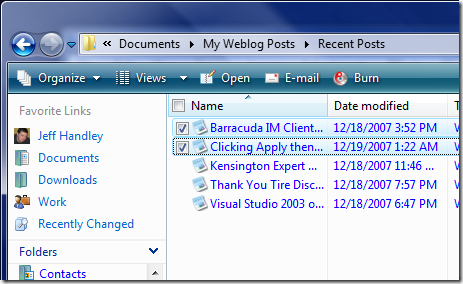 « Documents ▸ My Weblog Posts ▸ Recent Posts
Organize Views Open E-mail Burn
Favorite Links
Jeff Handley
Documents
Downloads
Work
Recently Changed
Folders
Contacts
Name Date modified
Barracuda IM Client... 12/18/2007 3:52 PM
Clicking Apply then... 12/19/2007 1:22 AM
Kensington Expert ... 12/18/2007 11:46 ...
Thank You Tire Disc... 12/18/2007 7:57 PM
Visual Studio 2003 o... 12/18/2007 6:47 PM